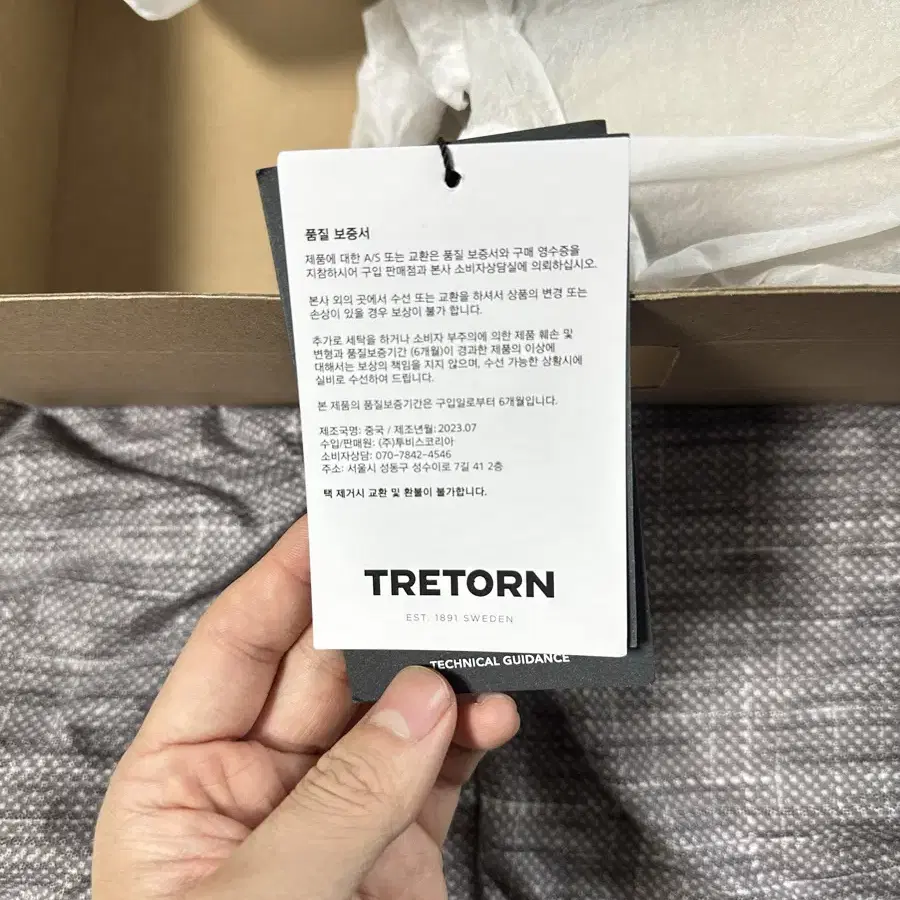 품질 보증서
제품에 대한 A/S 또는 교환은 품질 보증서와 구매 영수증을
지참하시어 구입 판매점과 본사 소비자상담실에 의뢰하십시오.
본사 외의 곳에서 수선 또는 교환을 하셔서 상품의 변경 또는
손상이 있을 경우 보상이 불가 합니다.
추가로 세탁을 하거나 소비자 부주의에 의한 제품 훼손 및
변형과 품질보증기간 (6개월)이 경과한 제품의 이상에
대해서는 보상의 책임을 지지 않으며, 수선 가능한 상황시에
실비로 수선하여 드립니다.
본 제품의 품질보증기간은 구입일로부터 6개월입니다.
제조국명: 중국 / 제조년월: 2023.07
수입/판매원: (주)투비스코리아
소비자상담: 070-7842-4546
주소: 서울시 성동구 성수이로 7길 41 2층
택 제거시 교환 및 환불이 불가합니다.
TRETORN
EST. 1891 SWEDEN
TECHNICAL GUIDANCE